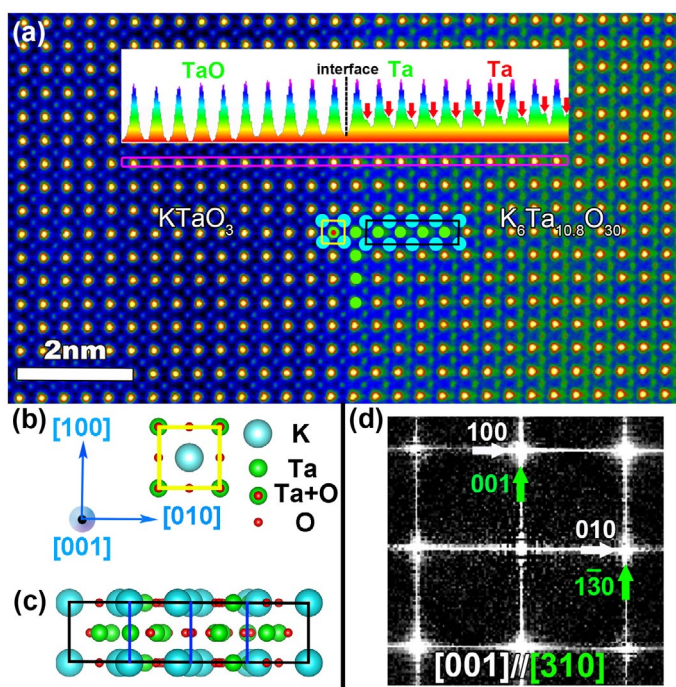 (a)
TaO
interface
Ta
Ta
KTaO3
K6Ta10.8O30
2nm
(b)
[100]
[010]
[001]
K
Ta
Ta+O
O
(c)
(d)
100
001
010
1̅30
[001]//[310]